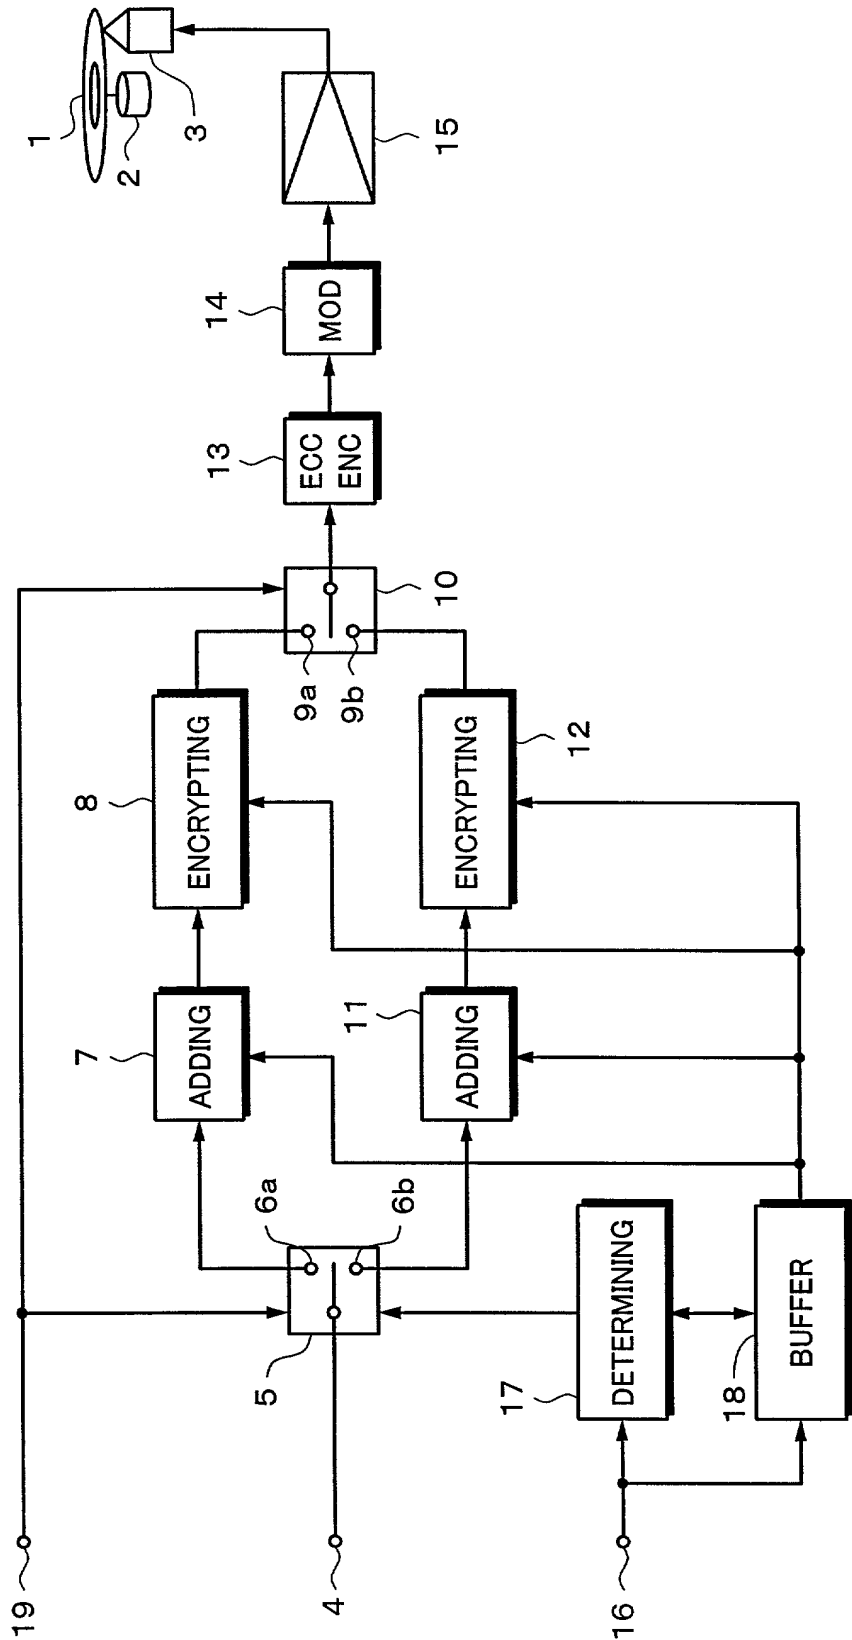 1
2
3
15
14
MOD
13
ECC
ENC
10
9a
9b
8
ENCRYPTING
12
ENCRYPTING
7
ADDING
11
ADDING
6a
6b
5
17
DETERMINING
18
BUFFER
19
4
16